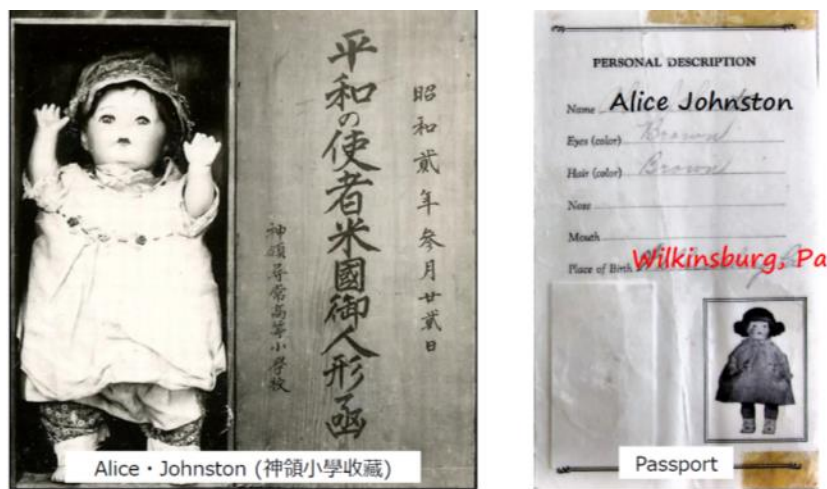 昭和貳年參月廿貳日
平和の使者米國御人形凾
神領尋常高等小學校
Alice・Johnston (神領小學收藏)
PERSONAL DESCRIPTION
Name Alice Johnston
Eyes (color) Brown
Hair (color) Brown
Nose
Mouth
Place of Birth Wilkinsburg, Pa
Passport